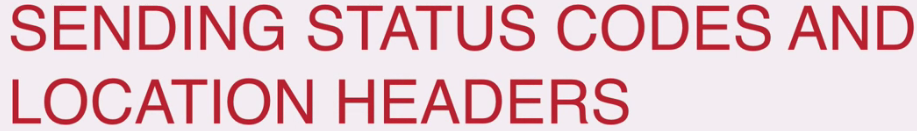 SENDING STATUS CODES AND
LOCATION HEADERS